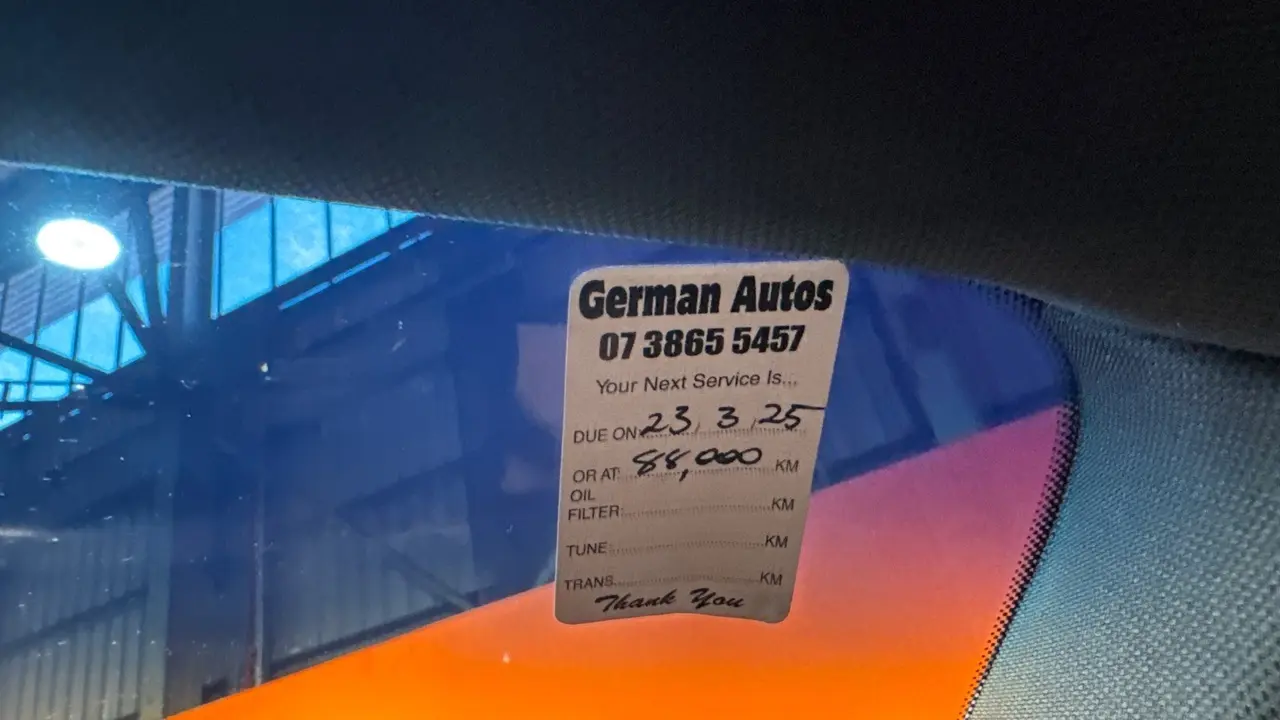 German Autos
07 3865 5457
Your Next Service Is...
DUE ON: 23, 3, 25
OR AT: 88,000 KM
OIL
FILTER: KM
TUNE: KM
TRANS. KM
Thank You